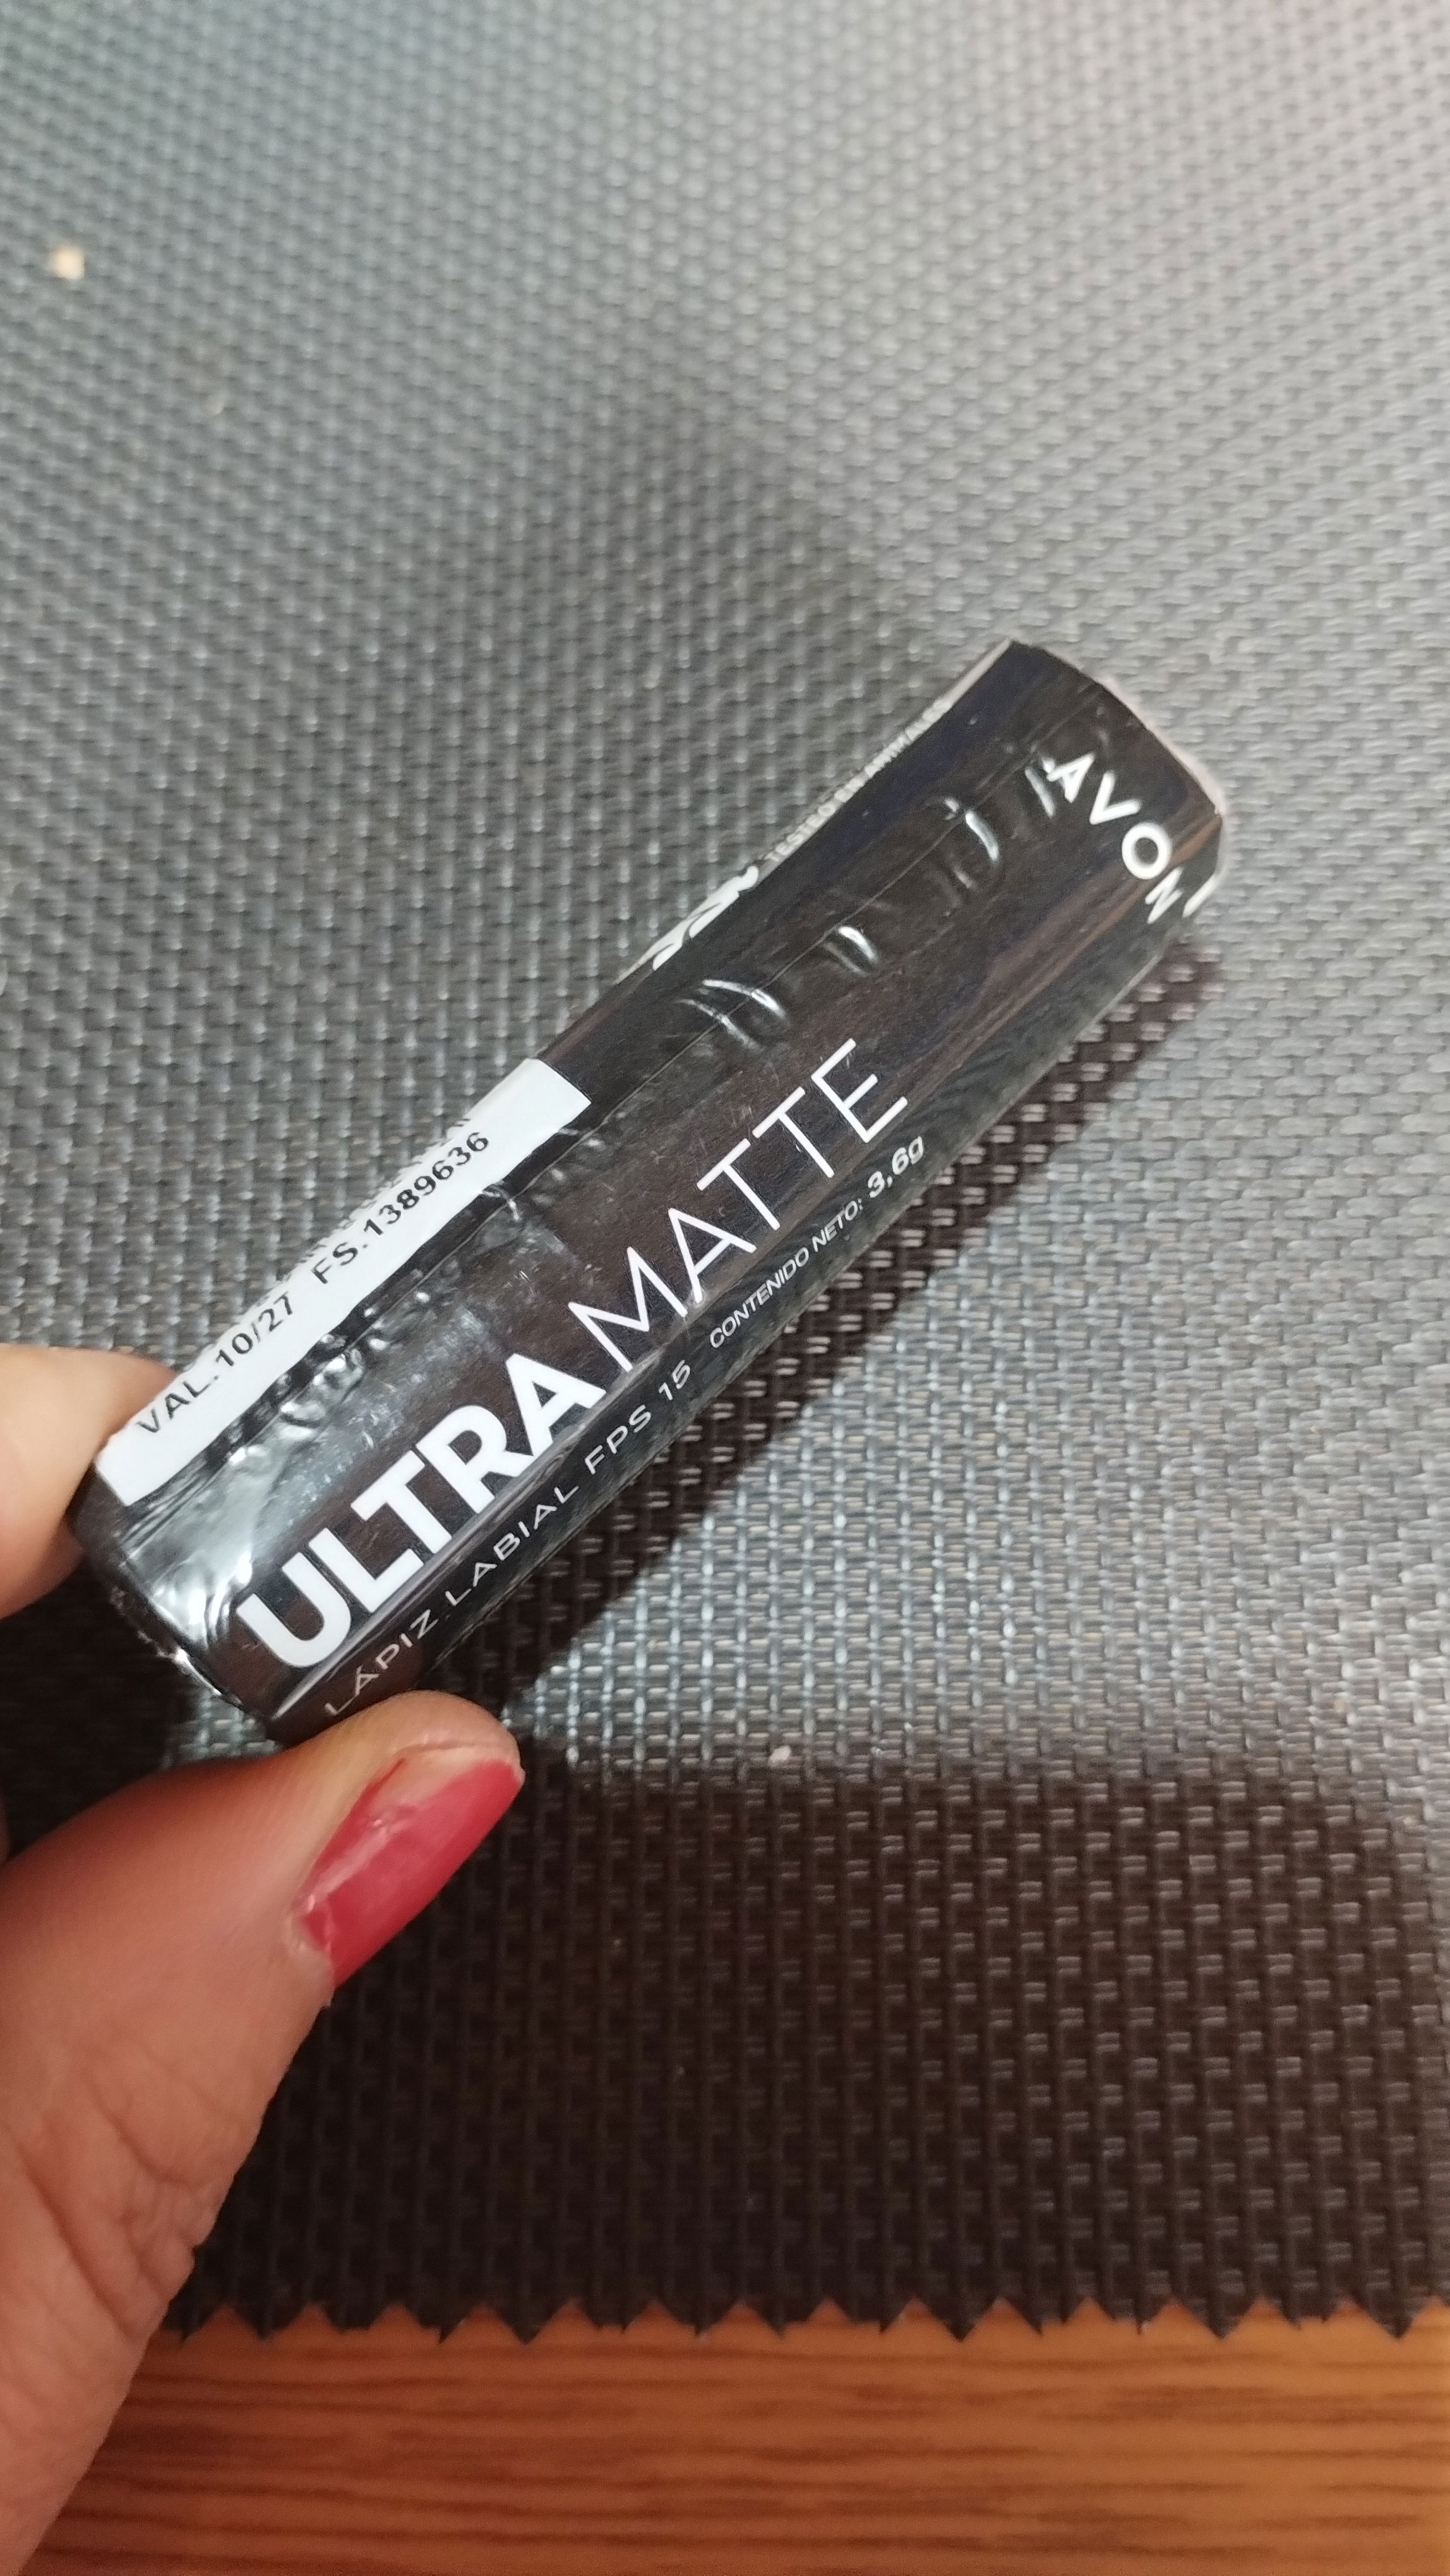 AVON
ULTRA MATTE
LÁPIZ LABIAL FPS 15 CONTENIDO NETO: 3,6g
VAL.10/27 FS.1389636